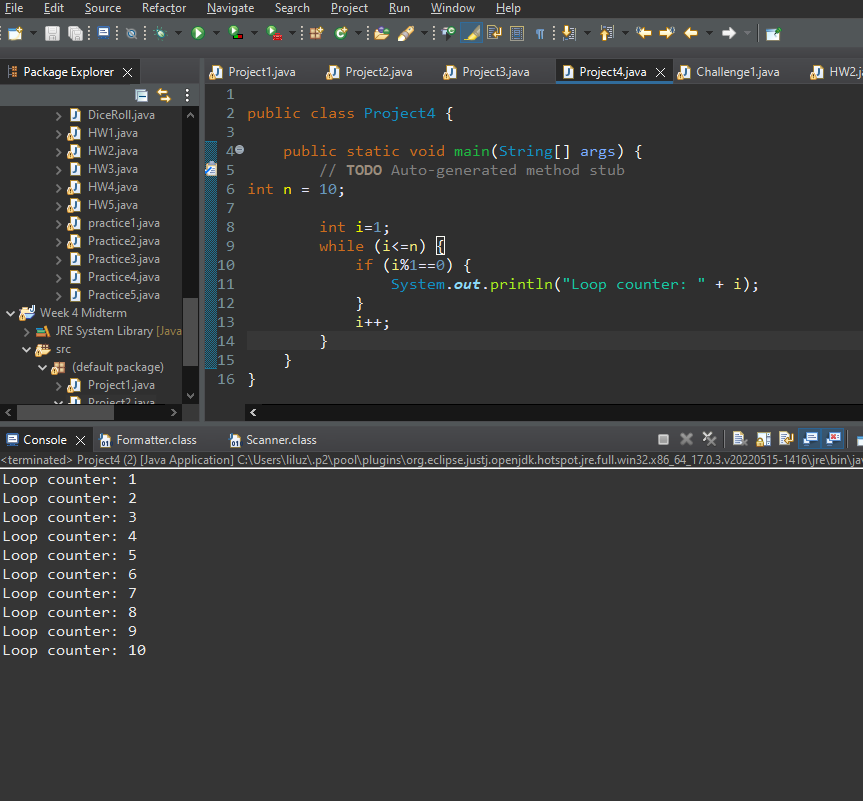 File Edit Source Refactor Navigate Search Project Run Window Help
Package Explorer
Project1.java Project2.java Project3.java Project4.java Challenge1.java HW2.j
DiceRoll.java
HW1.java
HW2.java
HW3.java
HW4.java
HW5.java
practice1.java
Practice2.java
Practice3.java
Practice4.java
Practice5.java
Week 4 Midterm
JRE System Library [Java
src
(default package)
Project1.java
Project2.java
1
2 public class Project4 {
3
4 public static void main(String[] args) {
5 // TODO Auto-generated method stub
6 int n = 10;
7
8 int i=1;
9 while (i<=n) {
10 if (i%1==0) {
11 System.out.println("Loop counter: " + i);
12 }
13 i++;
14 }
15 }
16 }
Console Formatter.class Scanner.class
<terminated> Project4 (2) [Java Application] C:\Users\liluz\.p2\pool\plugins\org.eclipse.justj.openjdk.hotspot.jre.full.win32.x86_64_17.0.3.v20220515-1416\jre\bin\jav
Loop counter: 1
Loop counter: 2
Loop counter: 3
Loop counter: 4
Loop counter: 5
Loop counter: 6
Loop counter: 7
Loop counter: 8
Loop counter: 9
Loop counter: 10